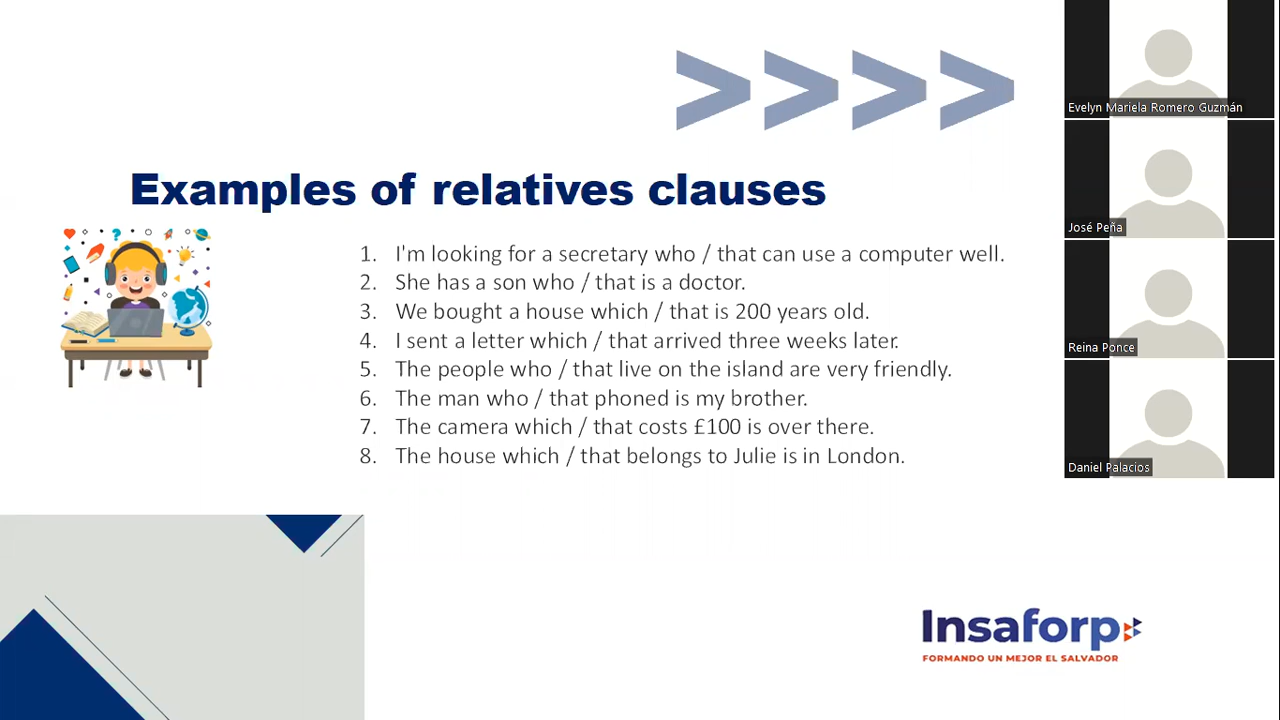 Examples of relatives clauses
1. I'm looking for a secretary who / that can use a computer well.
2. She has a son who / that is a doctor.
3. We bought a house which / that is 200 years old.
4. I sent a letter which / that arrived three weeks later.
5. The people who / that live on the island are very friendly.
6. The man who / that phoned is my brother.
7. The camera which / that costs £100 is over there.
8. The house which / that belongs to Julie is in London.
Insaforp
FORMANDO UN MEJOR EL SALVADOR
Evelyn Mariela Romero Guzmán
José Peña
Reina Ponce
Daniel Palacios